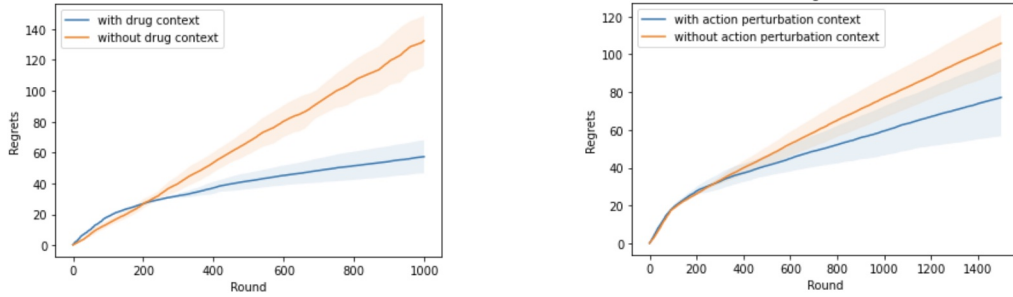 with drug context
without drug context
140
120
100
80
60
40
20
0
Regrets
0 200 400 600 800 1000
Round
with action perturbation context
without action perturbation context
120
100
80
60
40
20
0
Regrets
0 200 400 600 800 1000 1200 1400
Round